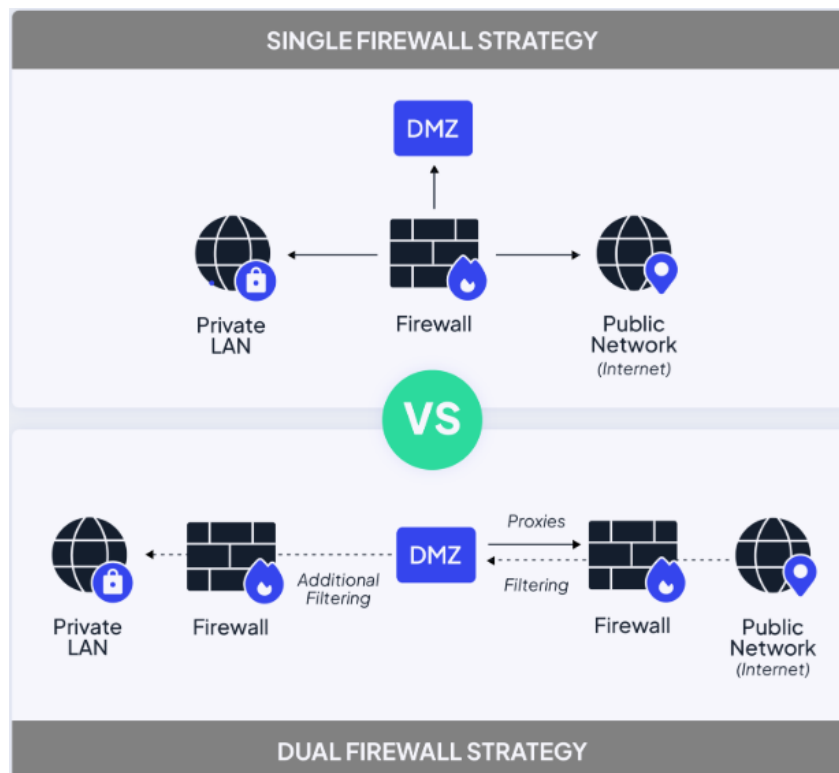 SINGLE FIREWALL STRATEGY
DMZ
Private
LAN
Firewall
Public
Network
(Internet)
VS
Proxies
DMZ
Additional
Filtering
Filtering
Private
LAN
Firewall
Firewall
Public
Network
(Internet)
DUAL FIREWALL STRATEGY